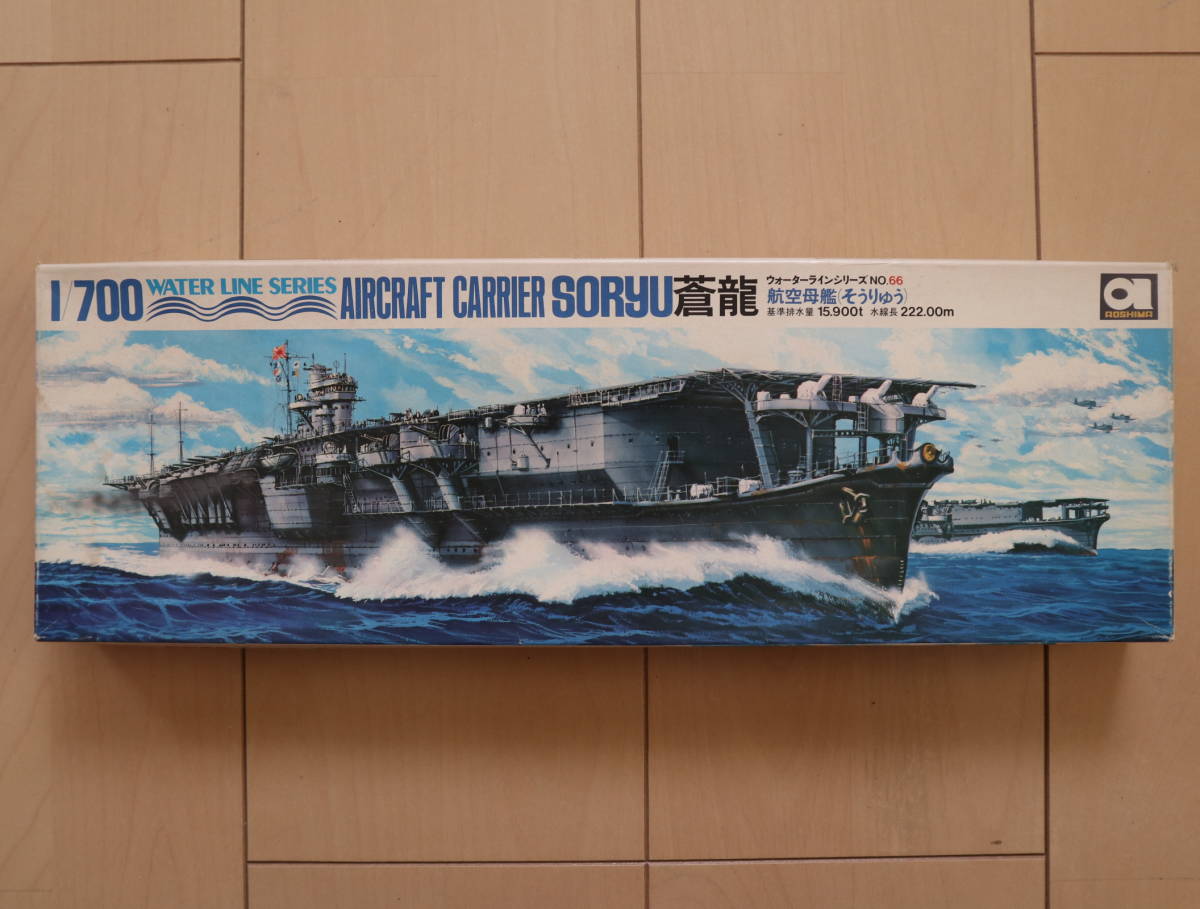 1/700 WATER LINE SERIES AIRCRAFT CARRIER SORYU 蒼龍
ウォーターラインシリーズ NO.66
航空母艦(そうりゅう)
基準排水量 15.900t 水線長 222.00m
AOSHIMA